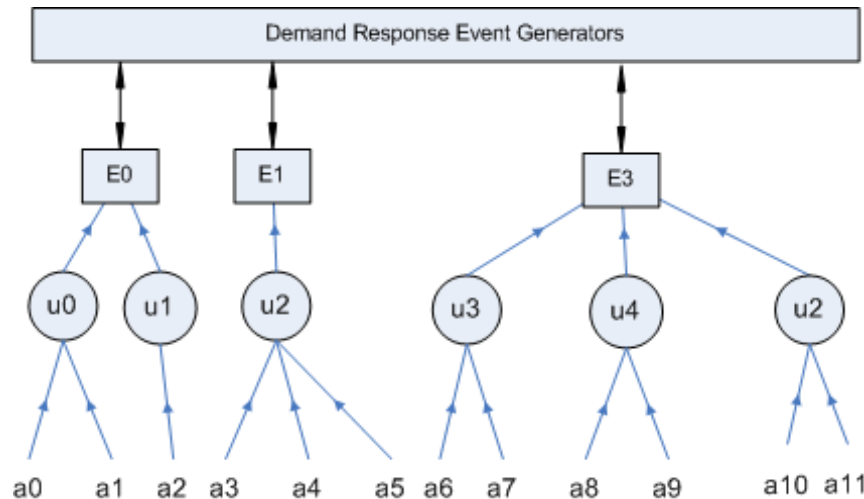 Demand Response Event Generators
E0 E1 E3
u0 u1 u2 u3 u4 u2
a0 a1 a2 a3 a4 a5 a6 a7 a8 a9 a10 a11